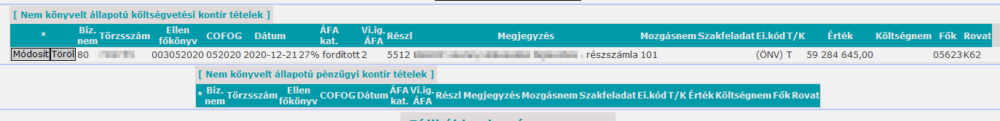 [ Nem könyvelt állapotú költségvetési kontír tételek ]
* Biz. nem Törzsszám Ellen főkönyv COFOG Dátum ÁFA kat. Vi.ig. ÁFA Részl Megjegyzés Mozgásnem Szakfeladat Ei.kód T/K Érték Költségnem Fők Rovat
Módosít Töröl 80 003052020 052020 2020-12-21 27% fordított 2 5512 , részszámla 101 (ÖNV) T 59 284 645,00 05623 K62
[ Nem könyvelt állapotú pénzügyi kontír tételek ]
* Biz. nem Törzsszám Ellen főkönyv COFOG Dátum ÁFA kat. Vi.ig. ÁFA Részl Megjegyzés Mozgásnem Szakfeladat Ei.kód T/K Érték Költségnem Fők Rovat